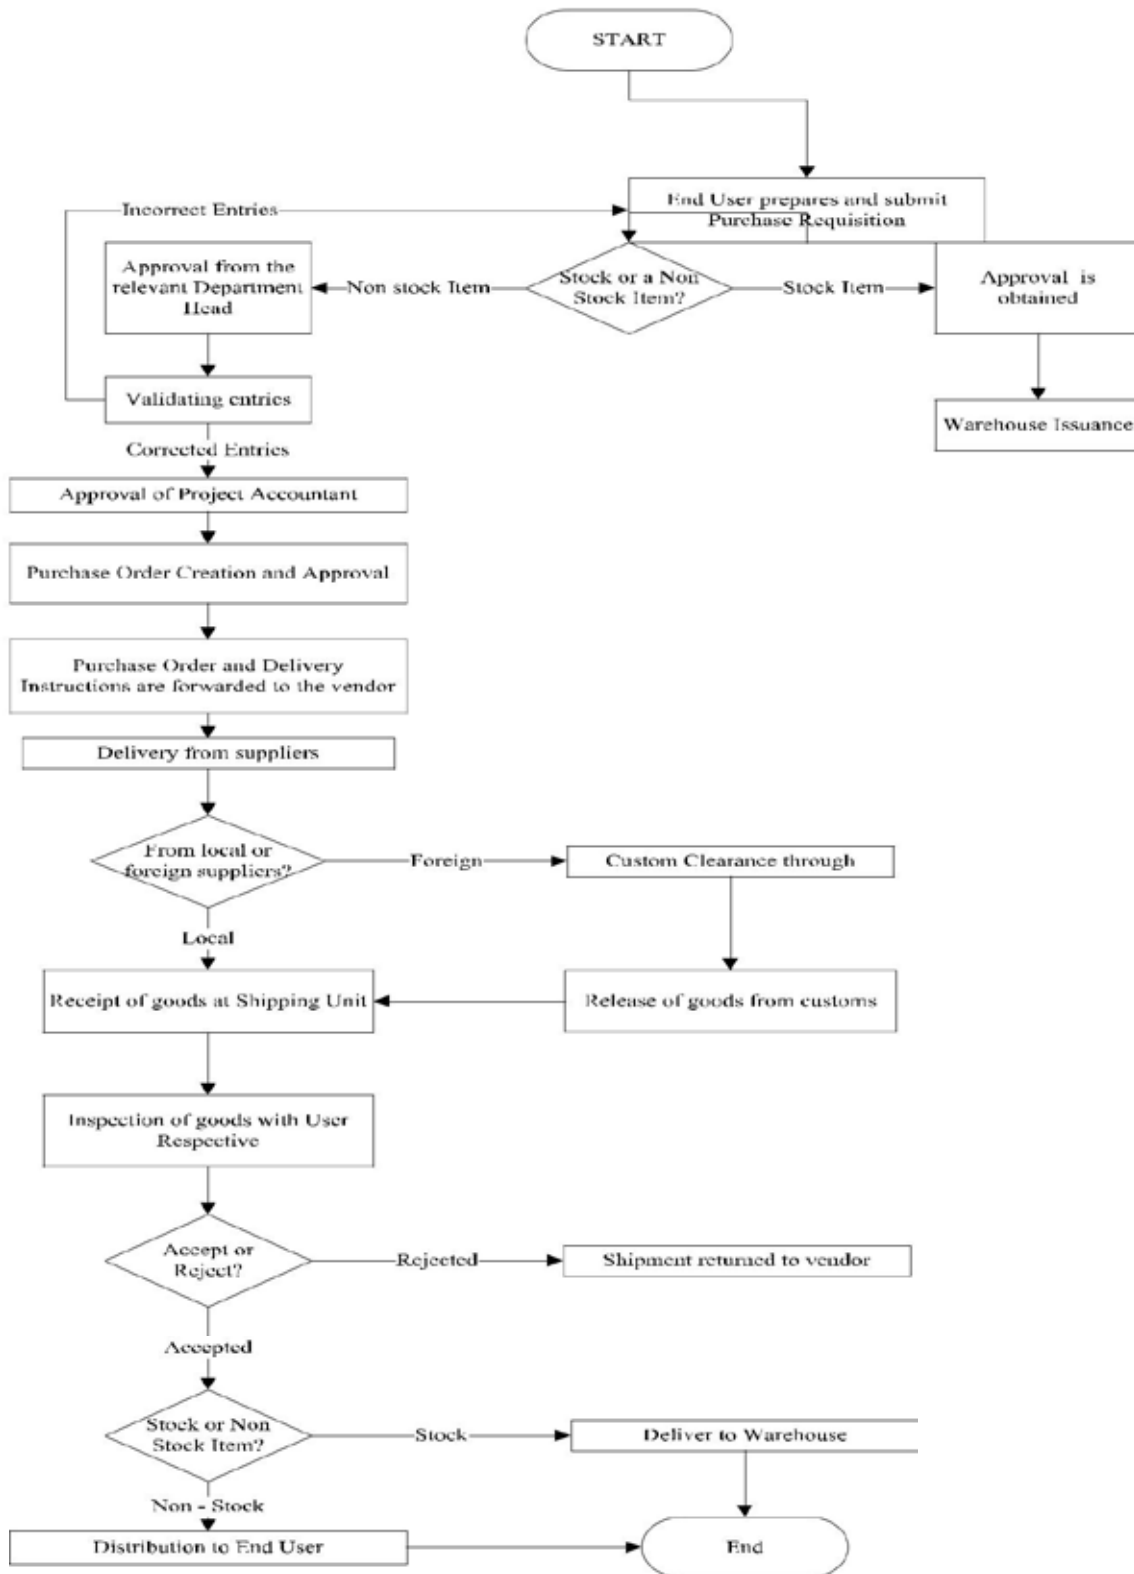 START
End User prepares and submit
Purchase Requisition
Incorrect Entries
Approval from the
relevant Department
Head
Non stock Item
Stock or a Non
Stock Item?
Stock Item
Approval is
obtained
Validating entries
Warehouse Issuance
Corrected Entries
Approval of Project Accountant
Purchase Order Creation and Approval
Purchase Order and Delivery
Instructions are forwarded to the vendor
Delivery from suppliers
From local or
foreign suppliers?
Foreign
Custom Clearance through
Local
Receipt of goods at Shipping Unit
Release of goods from customs
Inspection of goods with User
Respective
Accept or
Reject?
Rejected
Shipment returned to vendor
Accepted
Stock or Non
Stock Item?
Stock
Deliver to Warehouse
Non - Stock
Distribution to End User
End